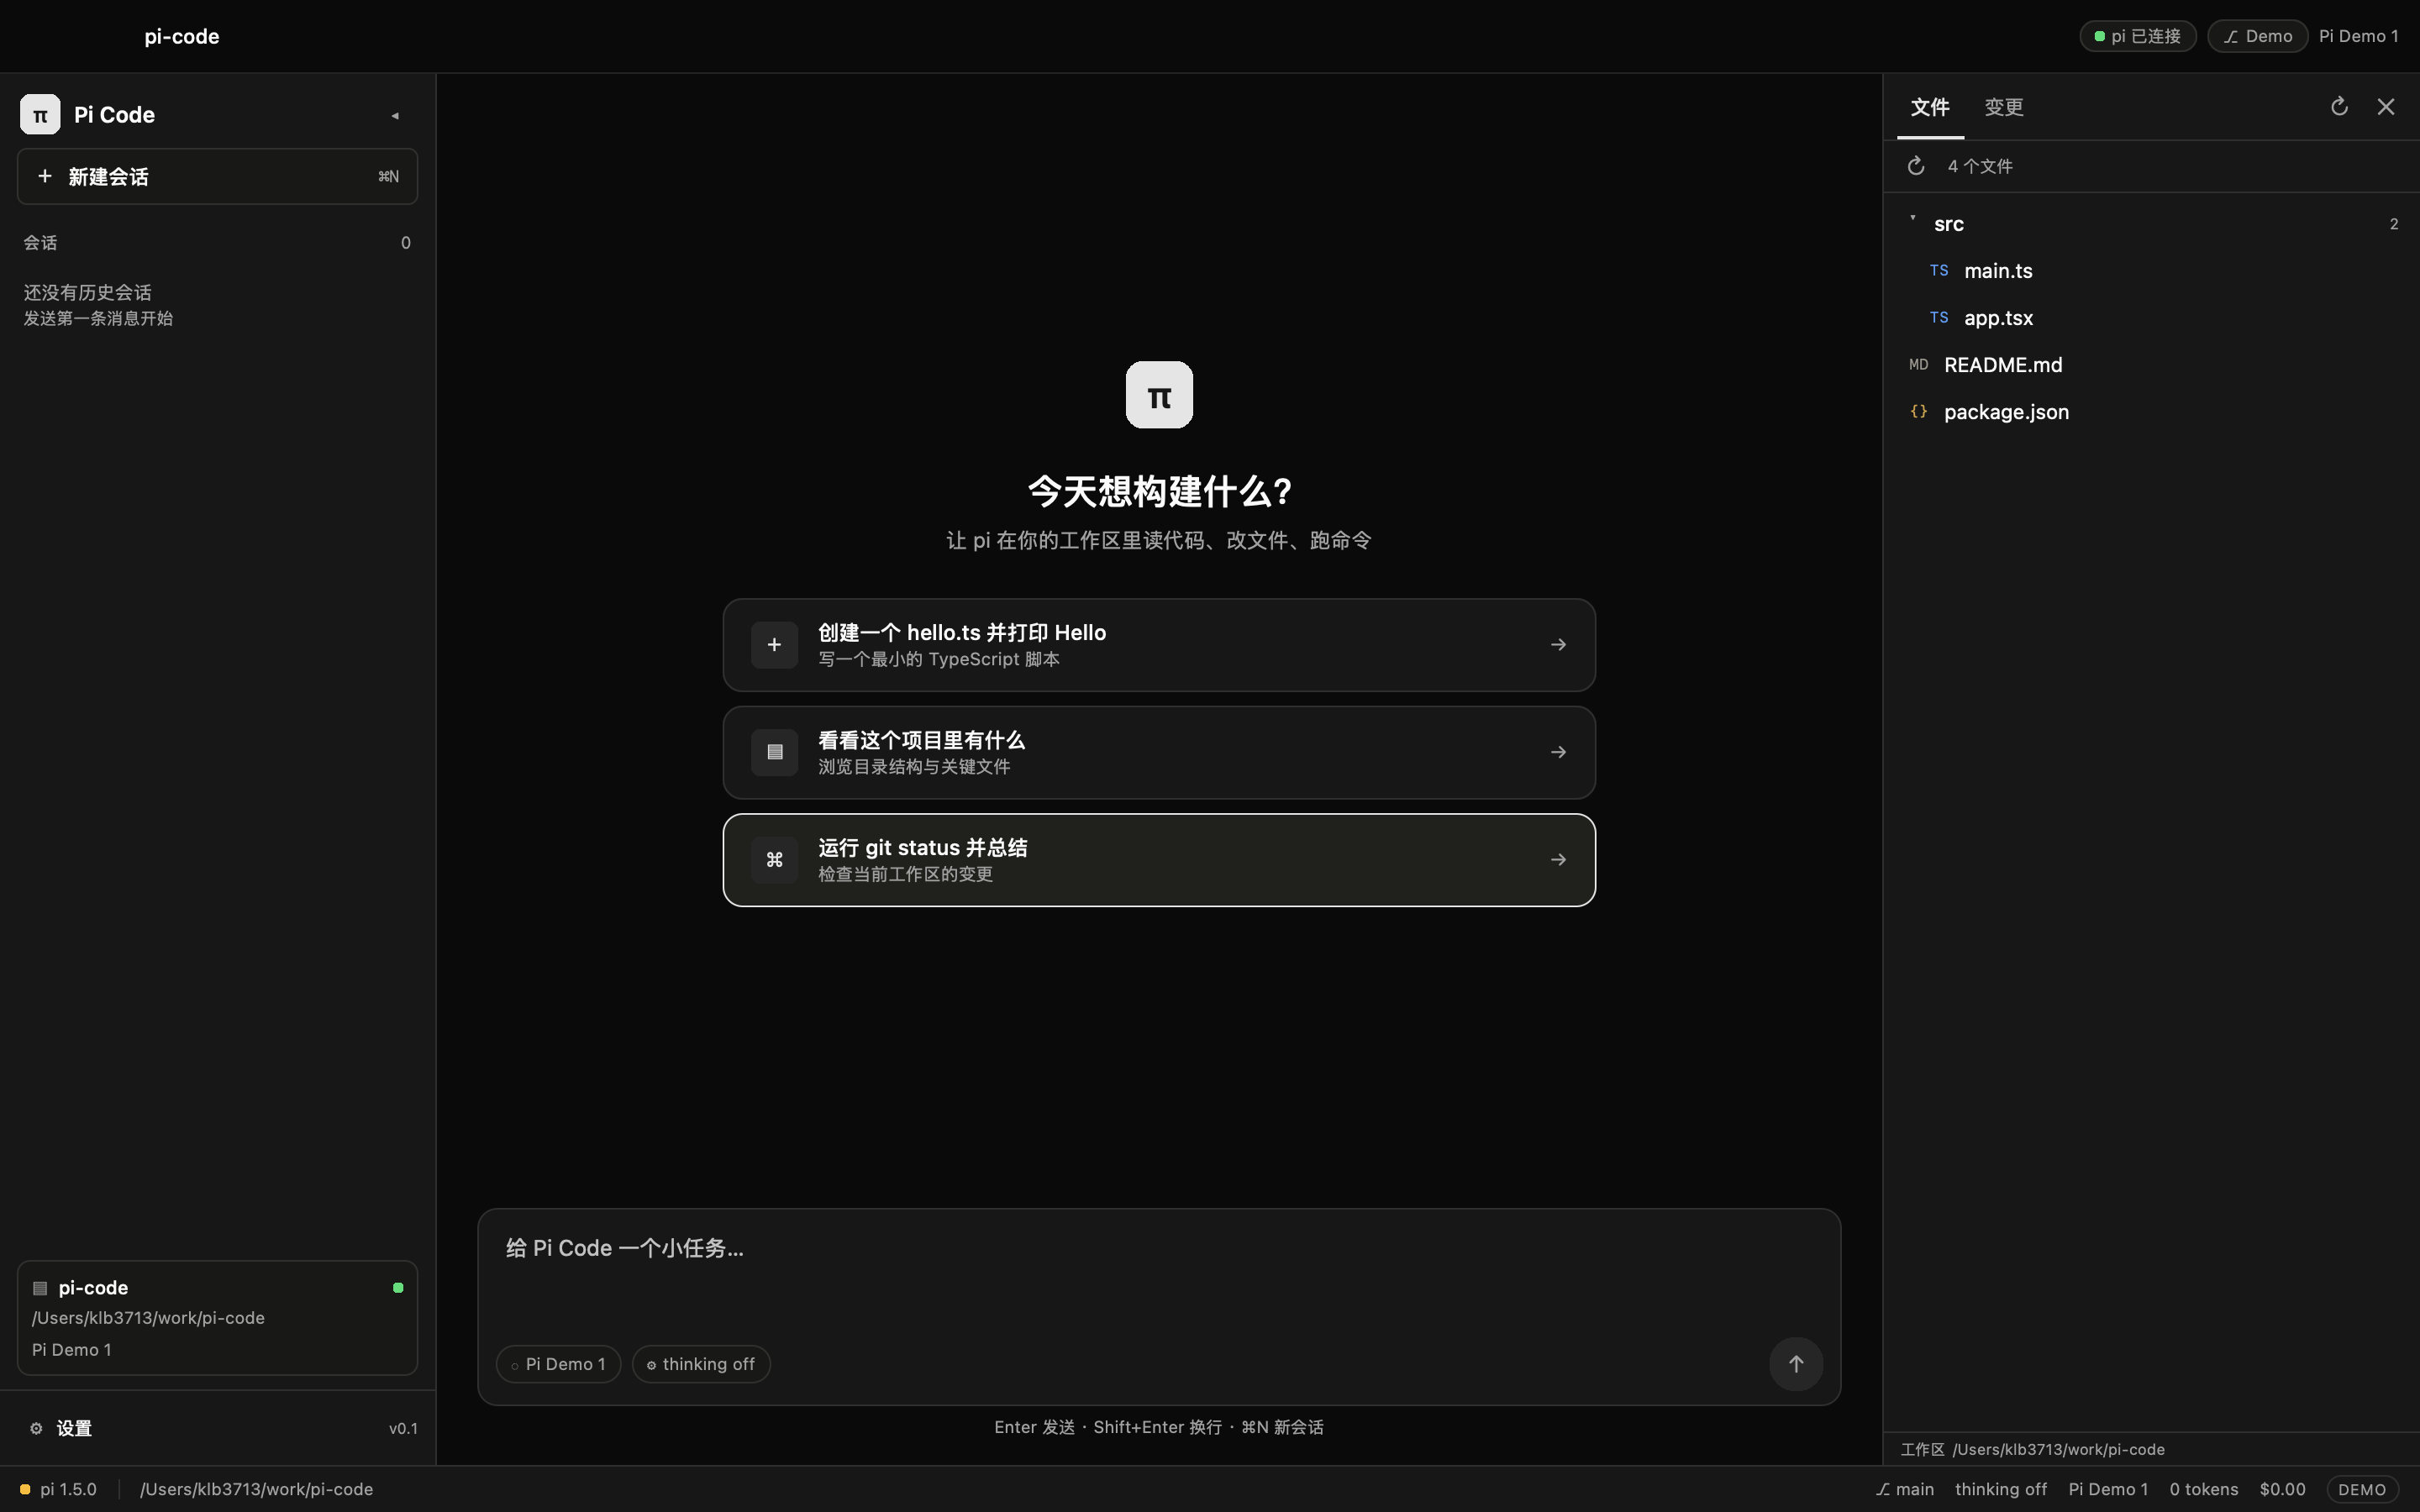 pi-code
pi 已连接
Demo
Pi Demo 1
π
Pi Code
+ 新建会话
⌘N
会话
0
还没有历史会话
发送第一条消息开始
π
今天想构建什么?
让 pi 在你的工作区里读代码、改文件、跑命令
+
创建一个 hello.ts 并打印 Hello
写一个最小的 TypeScript 脚本
→
看看这个项目里有什么
浏览目录结构与关键文件
→
⌘
运行 git status 并总结
检查当前工作区的变更
→
给 Pi Code 一个小任务...
Pi Demo 1
thinking off
↑
Enter 发送 · Shift+Enter 换行 · ⌘N 新会话
文件
变更
4 个文件
src
2
TS main.ts
TS app.tsx
MD README.md
{} package.json
工作区 /Users/klb3713/work/pi-code
pi-code
/Users/klb3713/work/pi-code
Pi Demo 1
设置
v0.1
pi 1.5.0
/Users/klb3713/work/pi-code
main
thinking off
Pi Demo 1
0 tokens
$0.00
DEMO